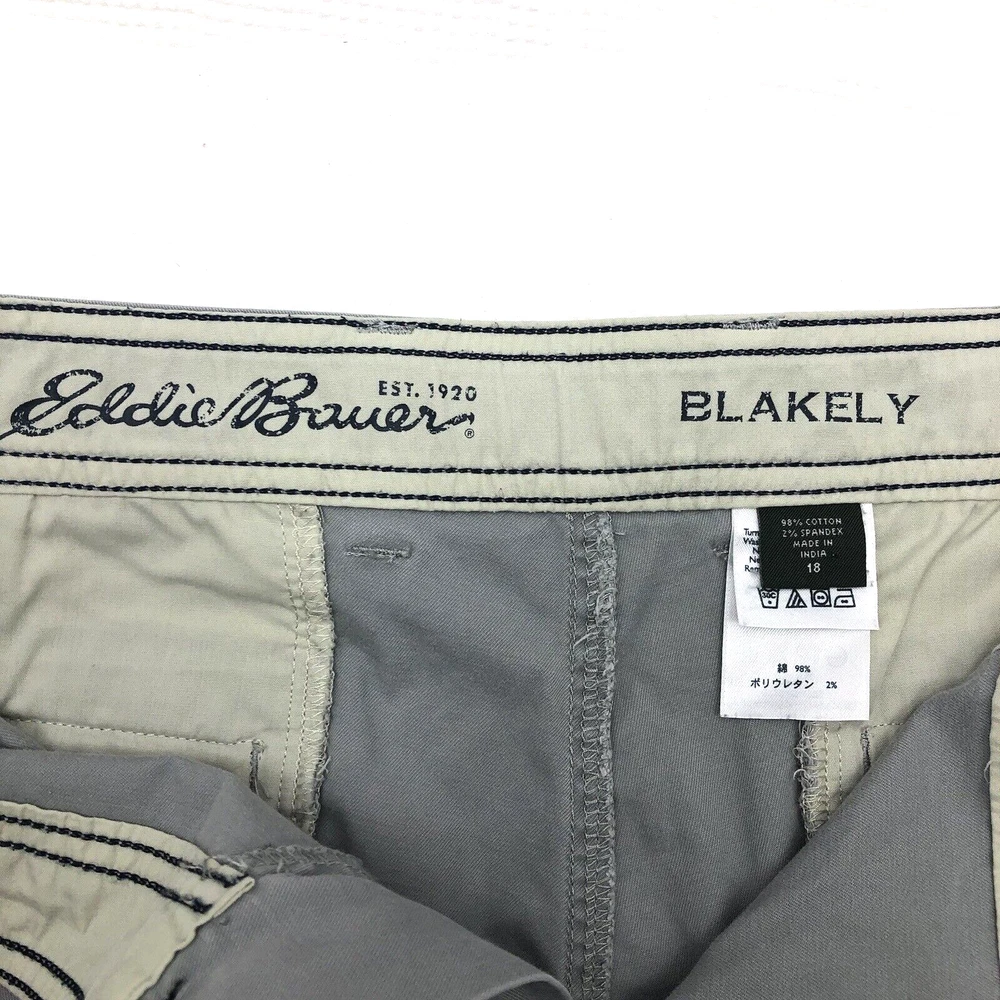 EST. 1920
Eddie Bauer ®
BLAKELY
98% COTTON
2% SPANDEX
MADE IN
INDIA
18
綿 98%
ポリウレタン 2%